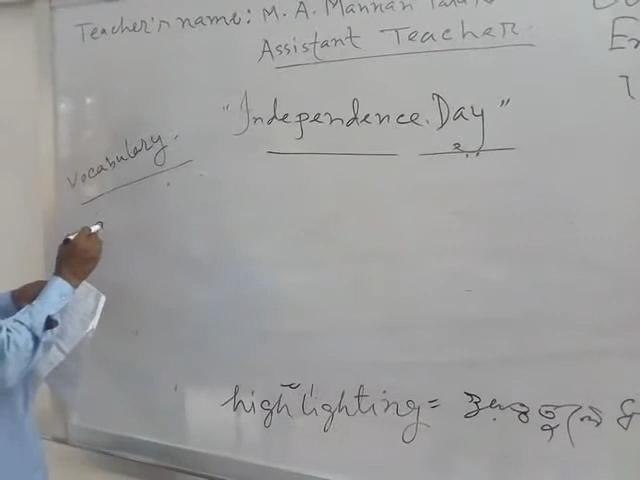 Teacher's name: M. A. Mannan
Assistant Teacher.
"Independence Day"
Vocabulary.
highlighting =